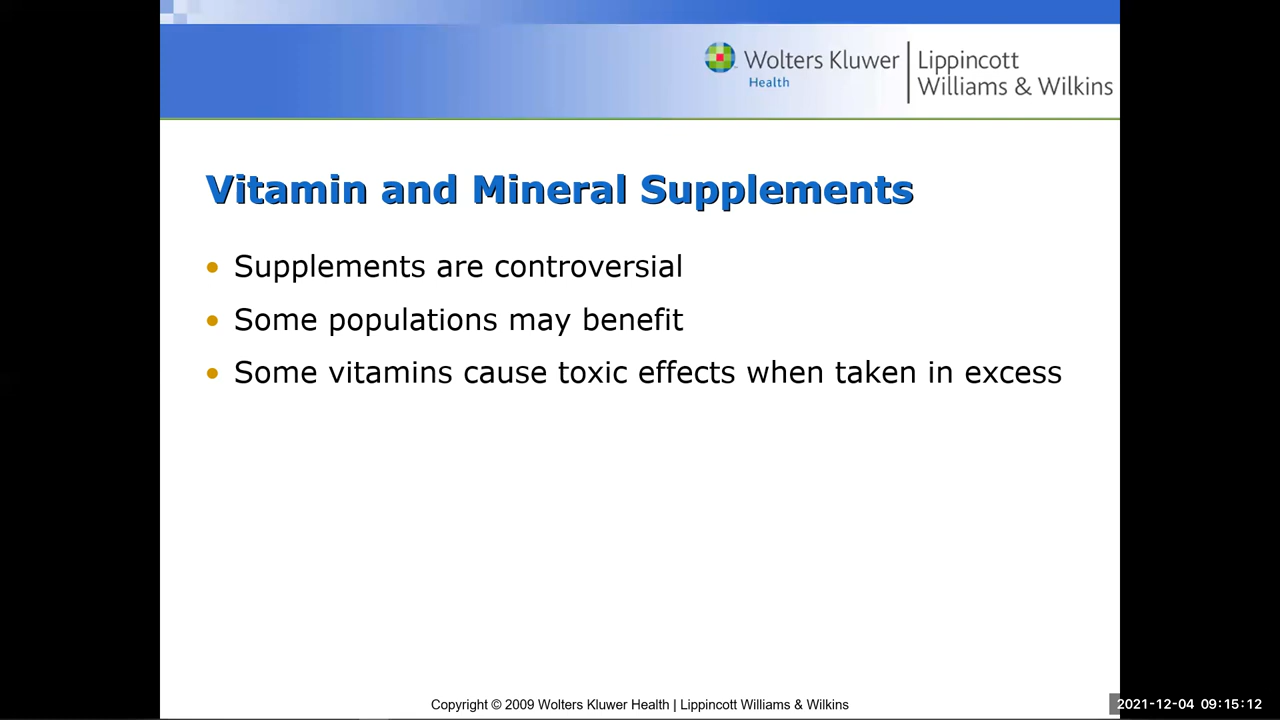 Wolters Kluwer
Health
Lippincott
Williams & Wilkins
Vitamin and Mineral Supplements
• Supplements are controversial
• Some populations may benefit
• Some vitamins cause toxic effects when taken in excess
Copyright © 2009 Wolters Kluwer Health | Lippincott Williams & Wilkins
2021-12-04 09:15:12